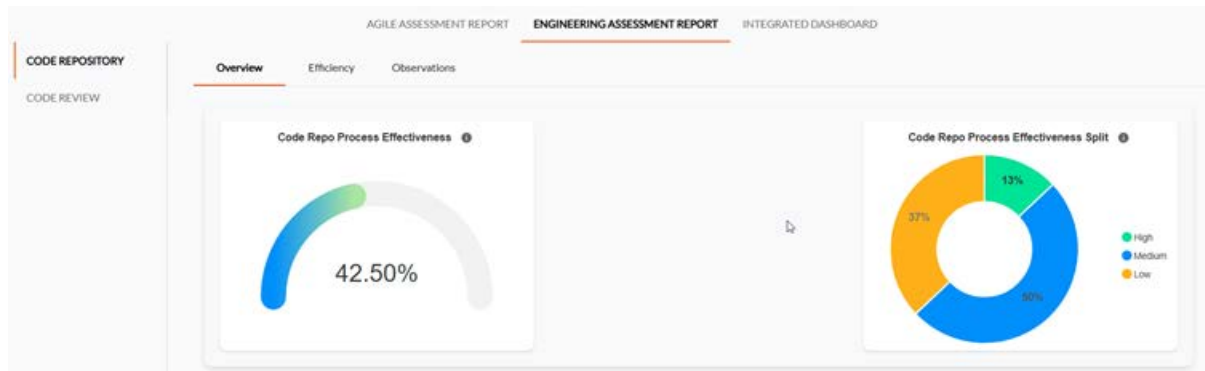 AGILE ASSESSMENT REPORT ENGINEERING ASSESSMENT REPORT INTEGRATED DASHBOARD
CODE REPOSITORY
CODE REVIEW
Overview Efficiency Observations
Code Repo Process Effectiveness
42.50%
Code Repo Process Effectiveness Split
13%
37%
50%
High
Medium
Low